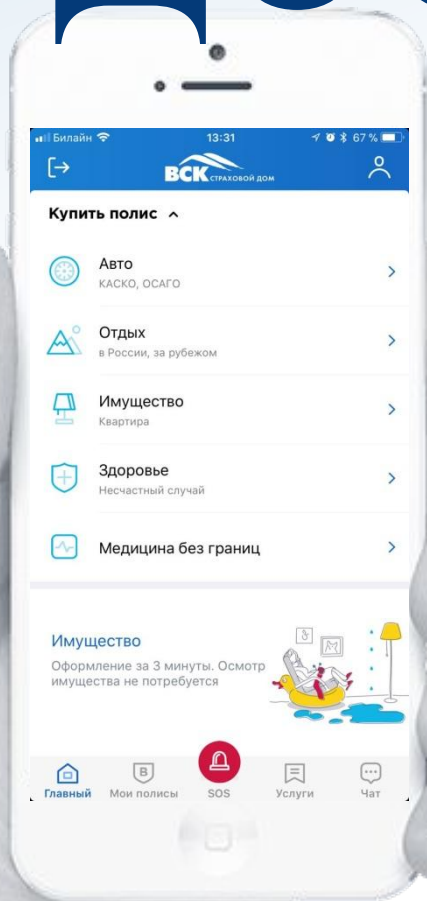 Билайн 13:31 67 %
ВСК СТРАХОВОЙ ДОМ
Купить полис
Авто
КАСКО, ОСАГО
Отдых
в России, за рубежом
Имущество
Квартира
Здоровье
Несчастный случай
Медицина без границ
Имущество
Оформление за 3 минуты. Осмотр
имущества не потребуется
В
Главный Мои полисы SOS Услуги Чат